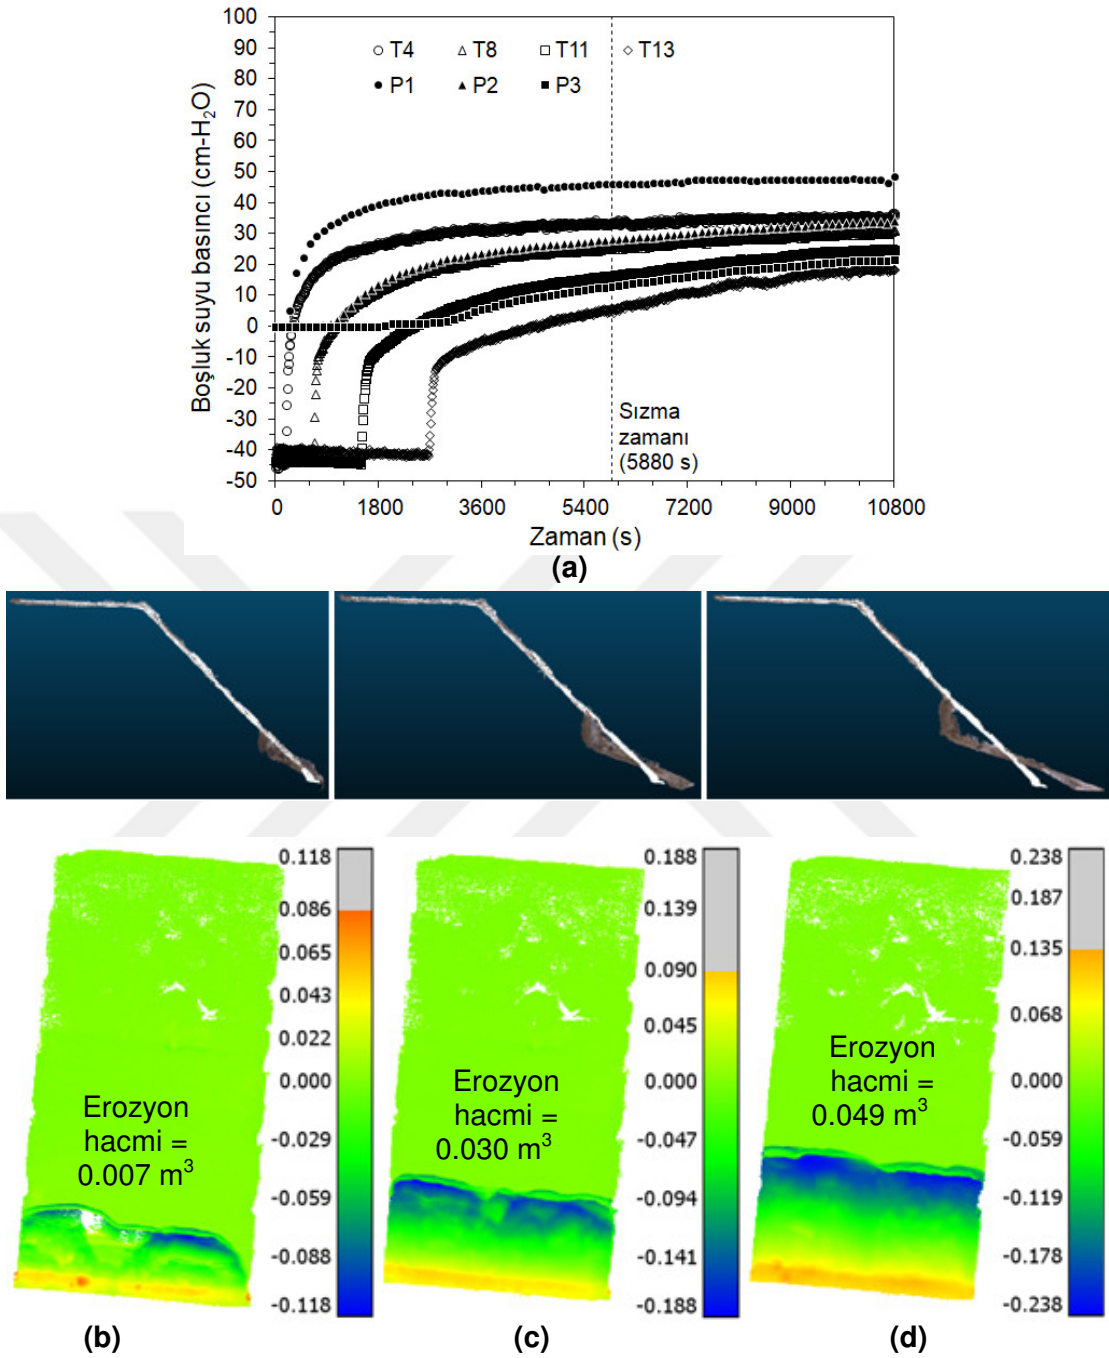 100
90
80
70
60
50
40
30
20
10
0
-10
-20
-30
-40
-50
Boşluk suyu basıncı (cm-H₂O)
T4 T8 T11 T13
P1 P2 P3
Sızma
zamanı
(5880 s)
0 1800 3600 5400 7200 9000 10800
Zaman (s)
(a)
0.118
0.086
0.065
0.043
0.022
0.000
-0.029
-0.059
-0.088
-0.118
Erozyon
hacmi =
0.007 m³
0.188
0.139
0.090
0.045
0.000
-0.047
-0.094
-0.141
-0.188
Erozyon
hacmi =
0.030 m³
0.238
0.187
0.135
0.068
0.000
-0.059
-0.119
-0.178
-0.238
Erozyon
hacmi =
0.049 m³
(b) (c) (d)